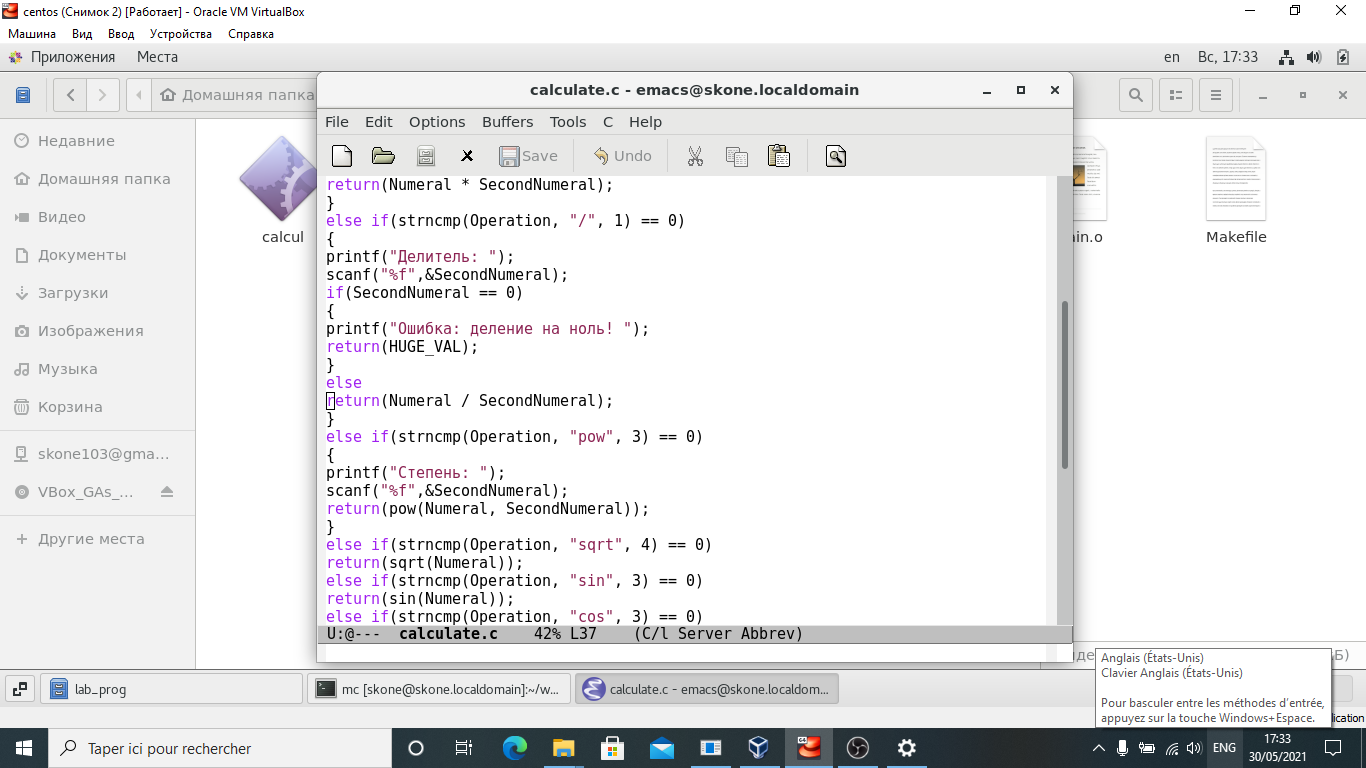 centos (Снимок 2) [Работает] - Oracle VM VirtualBox
Машина Вид Ввод Устройства Справка
Приложения Места en Вс, 17:33
Домашняя папка
calculate.c - emacs@skone.localdomain
File Edit Options Buffers Tools C Help
Save Undo
Недавние
Домашняя папка
Видео
Документы
Загрузки
Изображения
Музыка
Корзина
skone103@gma...
VBox_GAs_...
Другие места
calcul
return(Numeral * SecondNumeral);
}
else if(strncmp(Operation, "/", 1) == 0)
{
printf("Делитель: ");
scanf("%f",&SecondNumeral);
if(SecondNumeral == 0)
{
printf("Ошибка: деление на ноль! ");
return(HUGE_VAL);
}
else
return(Numeral / SecondNumeral);
}
else if(strncmp(Operation, "pow", 3) == 0)
{
printf("Степень: ");
scanf("%f",&SecondNumeral);
return(pow(Numeral, SecondNumeral));
}
else if(strncmp(Operation, "sqrt", 4) == 0)
return(sqrt(Numeral));
else if(strncmp(Operation, "sin", 3) == 0)
return(sin(Numeral));
else if(strncmp(Operation, "cos", 3) == 0)
U:@--- calculate.c 42% L37 (C/l Server Abbrev)
in.o
Makefile
Anglais (États-Unis)
Clavier Anglais (États-Unis)
Pour basculer entre les méthodes d'entrée,
appuyez sur la touche Windows+Espace.
lab_prog
mc [skone@skone.localdomain]:~/w...
calculate.c - emacs@skone.localdom...
Taper ici pour rechercher
64
ENG
17:33
30/05/2021